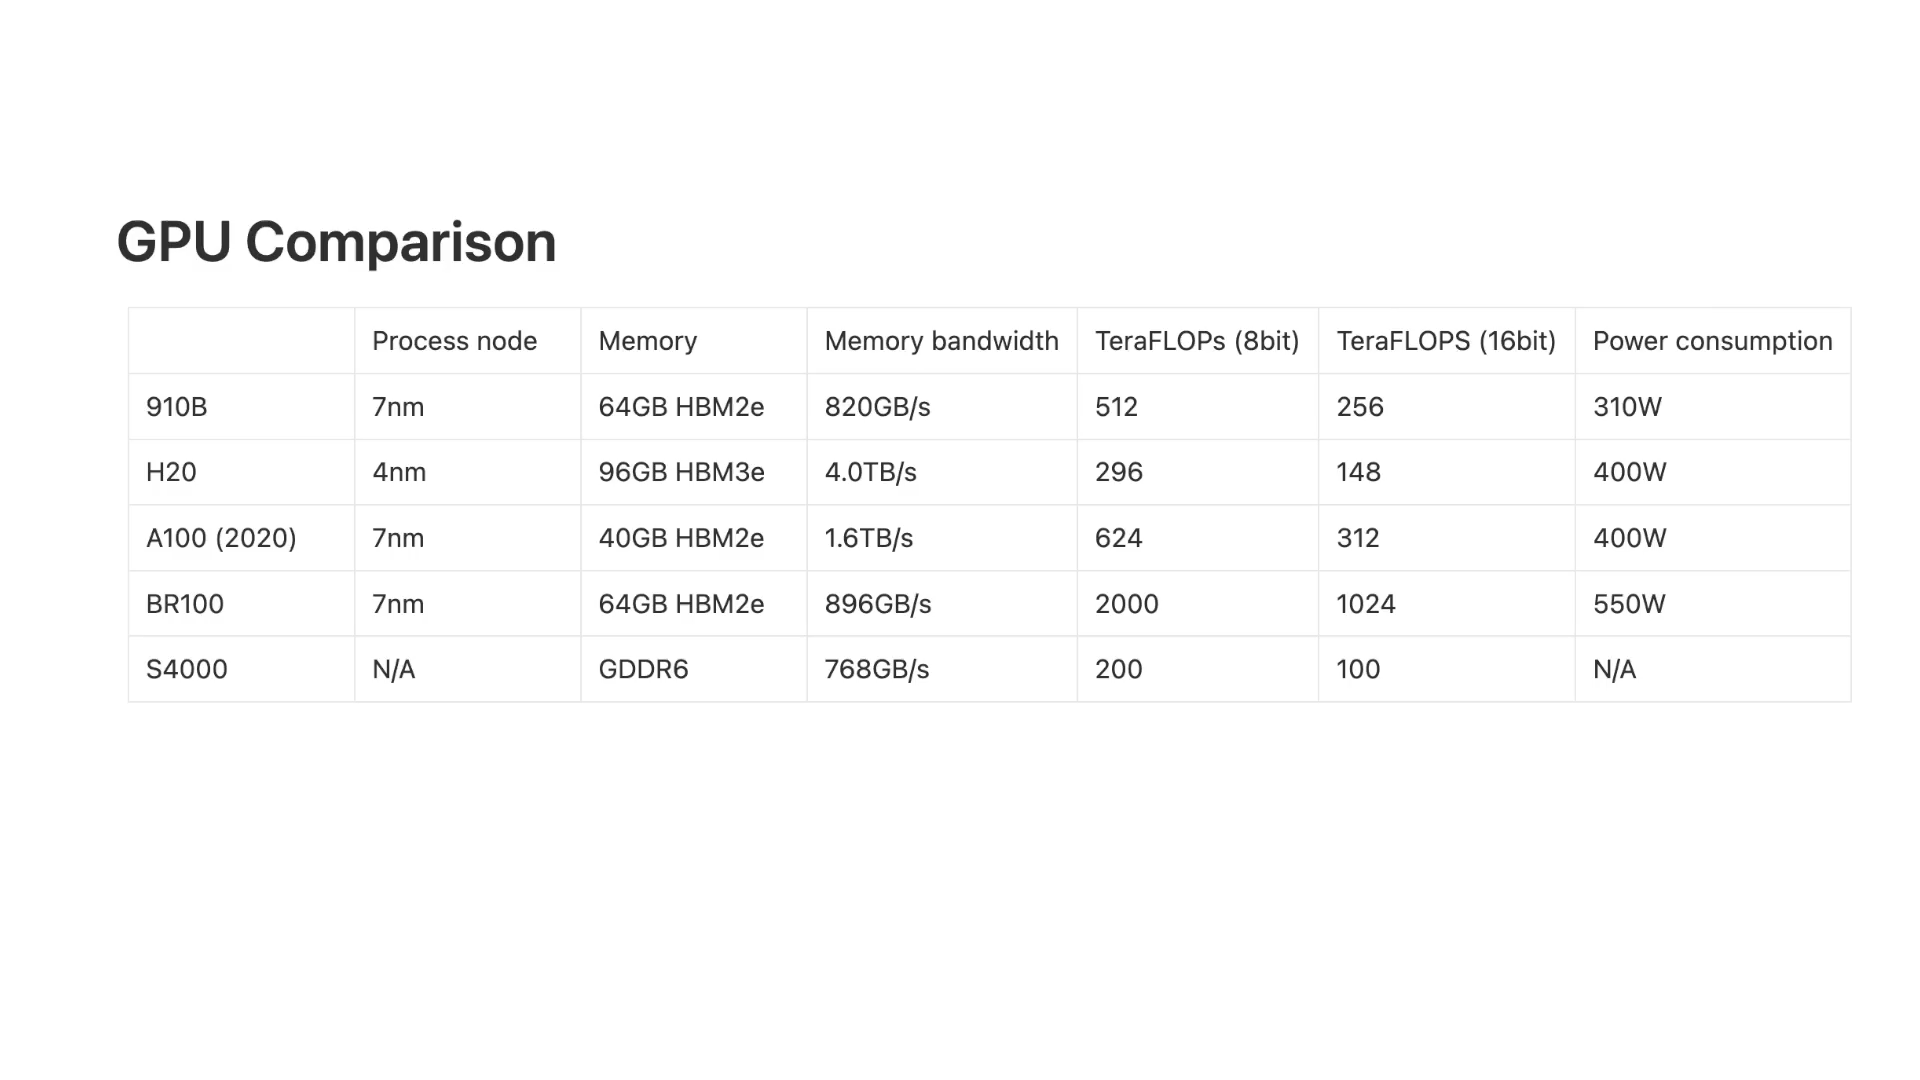 GPU Comparison
Process node Memory Memory bandwidth TeraFLOPs (8bit) TeraFLOPS (16bit) Power consumption
910B 7nm 64GB HBM2e 820GB/s 512 256 310W
H20 4nm 96GB HBM3e 4.0TB/s 296 148 400W
A100 (2020) 7nm 40GB HBM2e 1.6TB/s 624 312 400W
BR100 7nm 64GB HBM2e 896GB/s 2000 1024 550W
S4000 N/A GDDR6 768GB/s 200 100 N/A